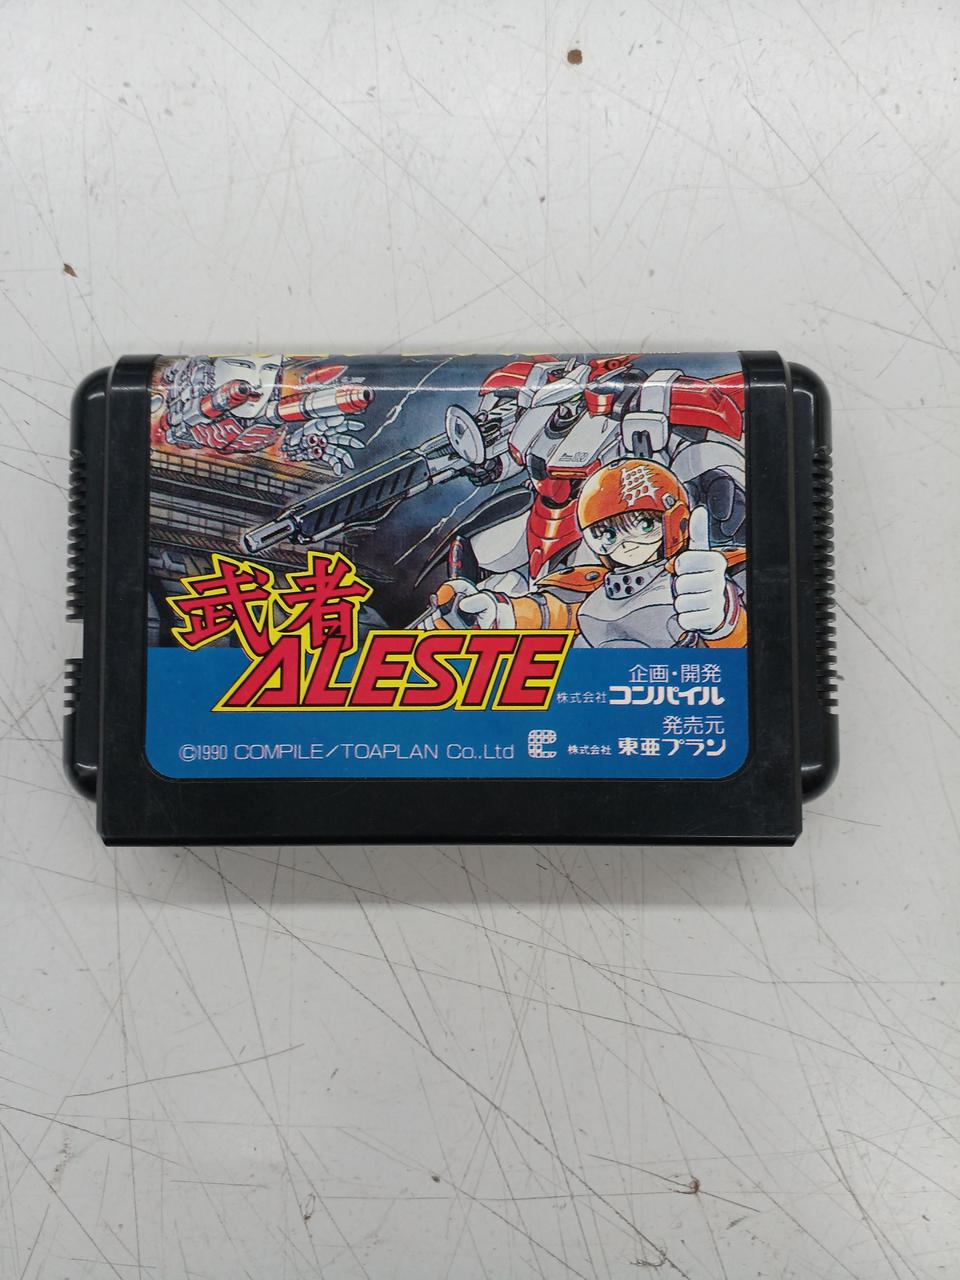 武者
ALESTE
企画・開発
株式会社 コンパイル
発売元
株式会社 東亜プラン
©1990 COMPILE/TOAPLAN Co.,Ltd